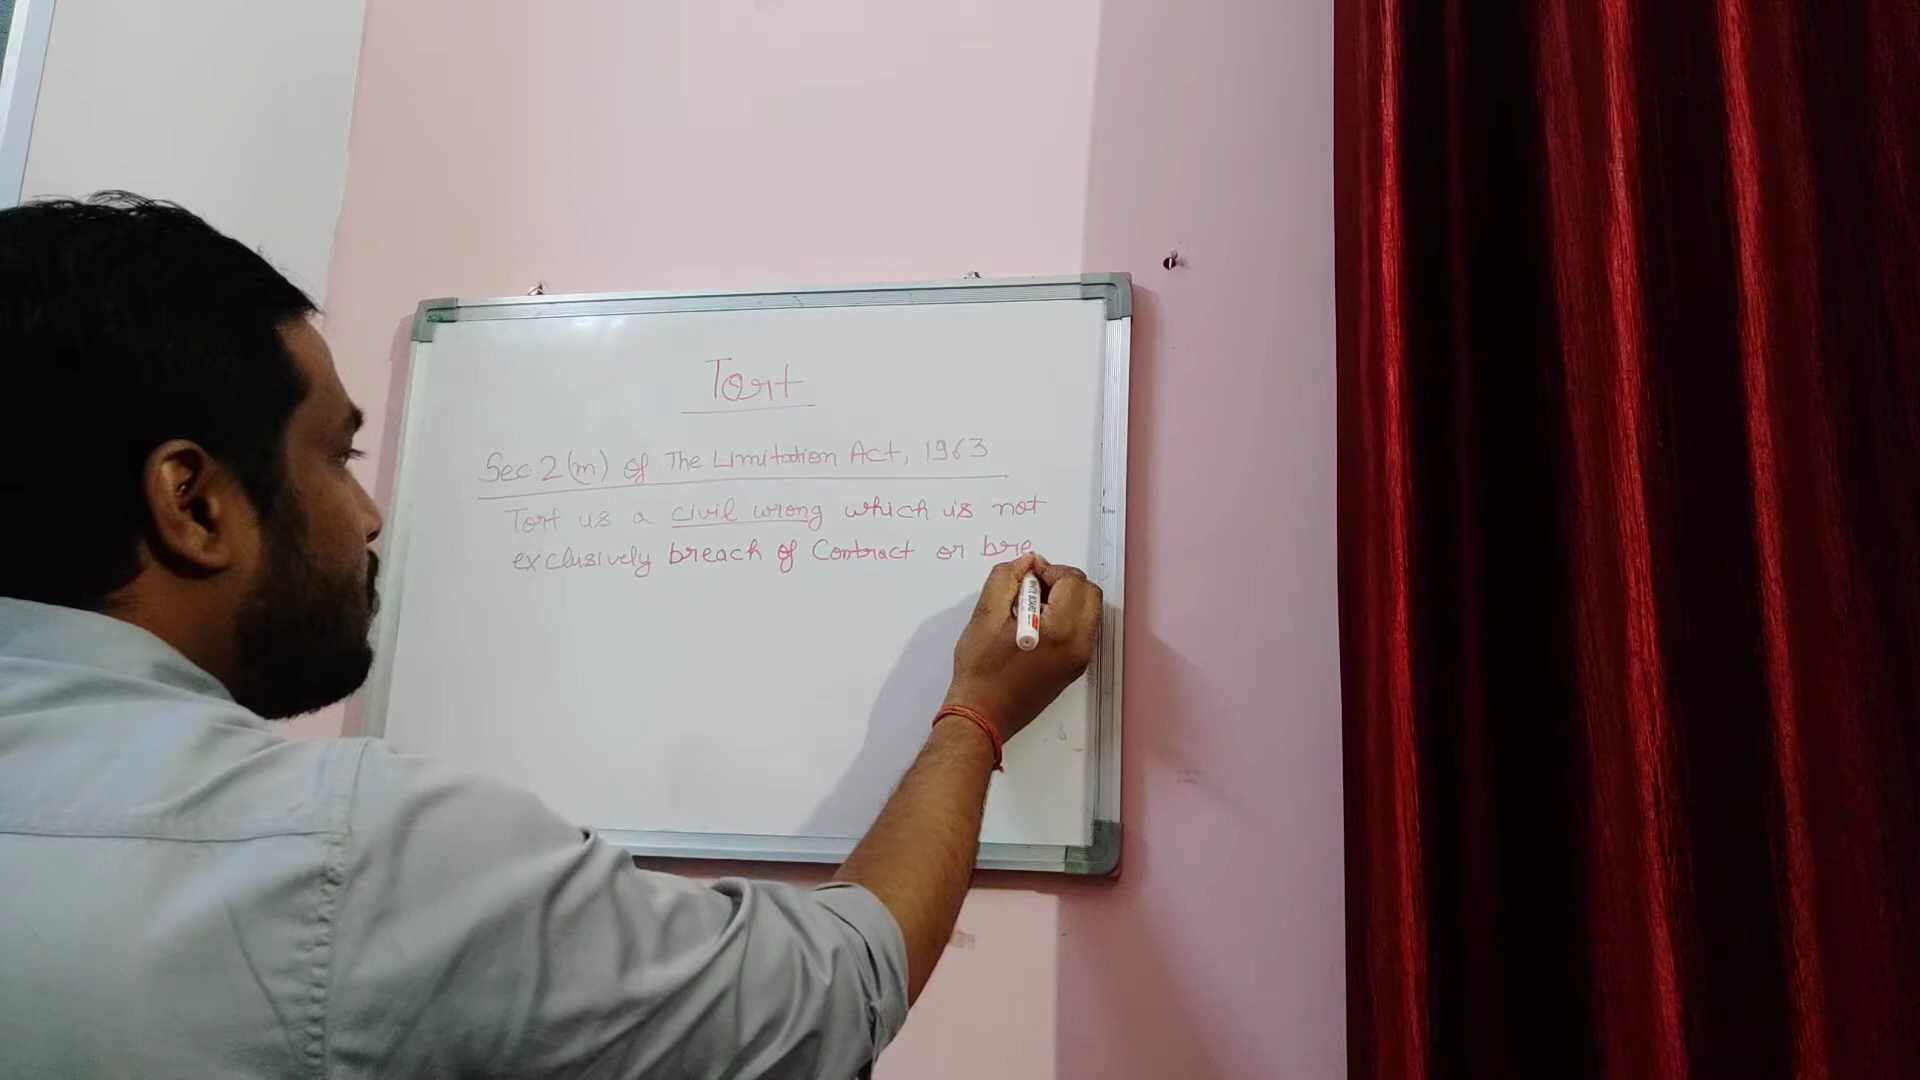 Tort
Sec 2(m) of The Limitation Act, 1963
Tort is a civil wrong which is not
exclusively breach of Contract or bre